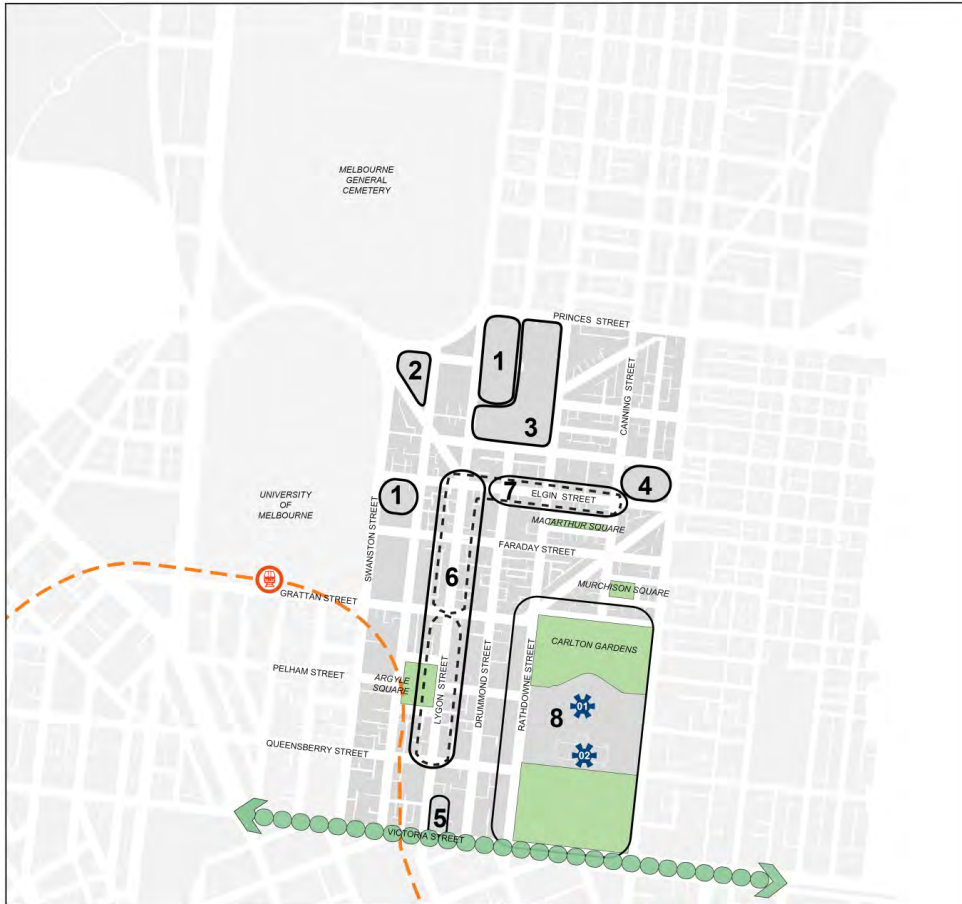 MELBOURNE
GENERAL
CEMETERY
PRINCES STREET
2
1
3
CANNING STREET
1
7
ELGIN STREET
4
UNIVERSITY
OF
MELBOURNE
MACARTHUR SQUARE
SWANSTON STREET
FARADAY STREET
6
GRATTAN STREET
MURCHISON SQUARE
CARLTON GARDENS
PELHAM STREET
ARGYLE
SQUARE
LYGON STREET
DRUMMOND STREET
RATHDOWNE STREET
8
01
QUEENSBERRY STREET
02
5
VICTORIA STREET